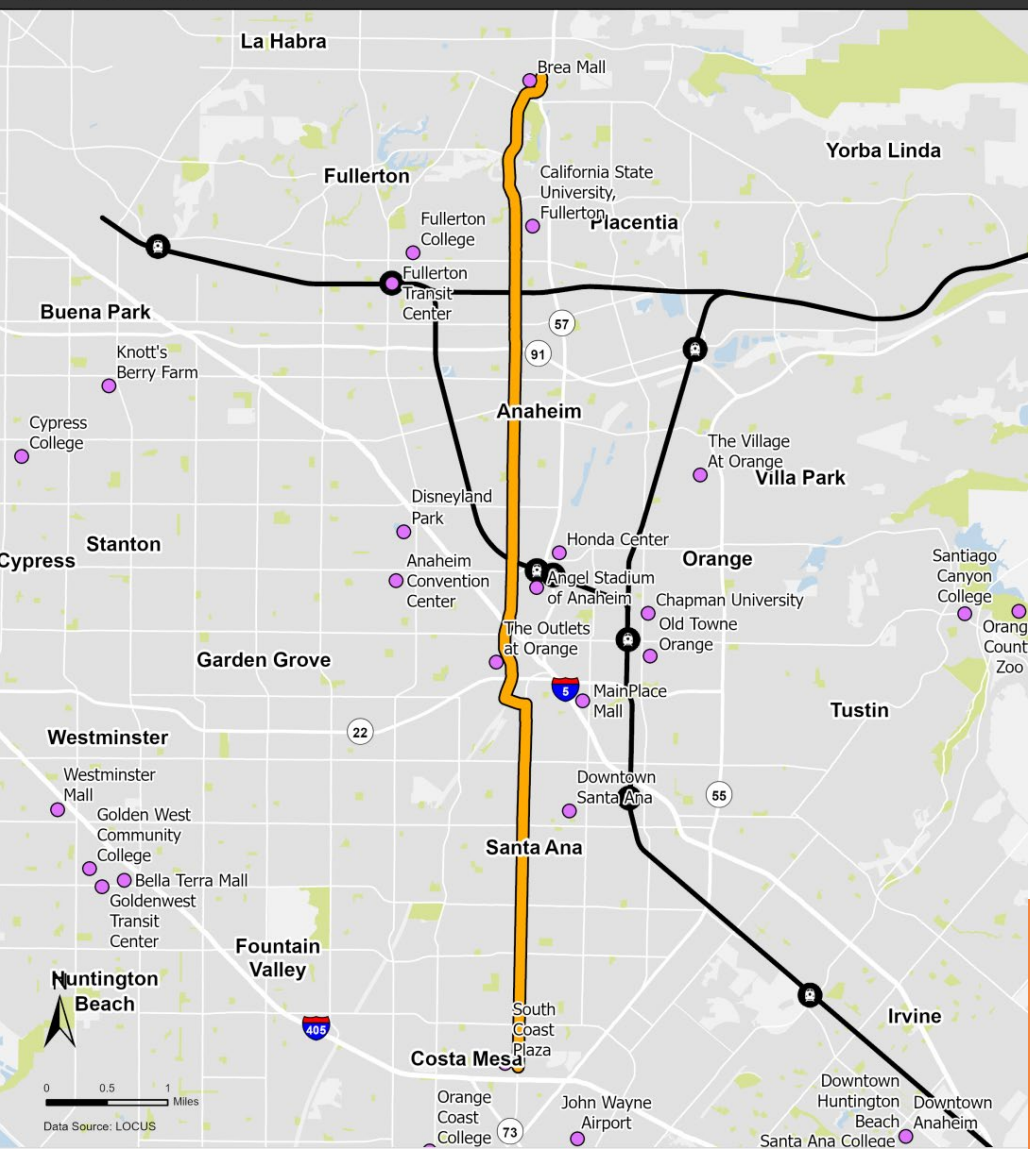 La Habra
Brea Mall
Yorba Linda
California State
University,
Fullerton
Fullerton
Placentia
Fullerton
College
Fullerton
Transit
Center
Buena Park
57
91
Knott's
Berry Farm
Anaheim
Cypress
College
The Village
At Orange
Villa Park
Disneyland
Park
Stanton
Cypress
Honda Center
Orange
Anaheim
Convention
Center
Angel Stadium
of Anaheim
Santiago
Canyon
College
Chapman University
Old Towne
Orange
Orang
Count
Zoo
The Outlets
at Orange
Garden Grove
5
MainPlace
Mall
Tustin
22
Westminster
Westminster
Mall
Downtown
Santa Ana
55
Golden West
Community
College
Santa Ana
Bella Terra Mall
Goldenwest
Transit
Center
Fountain
Valley
N
Huntington
Beach
South
Coast
Plaza
Irvine
405
Costa Mesa
0 0.5 1
Miles
Data Source: LOCUS
Orange
Coast
College
73
John Wayne
Airport
Downtown
Huntington
Beach
Downtown
Anaheim
Santa Ana College